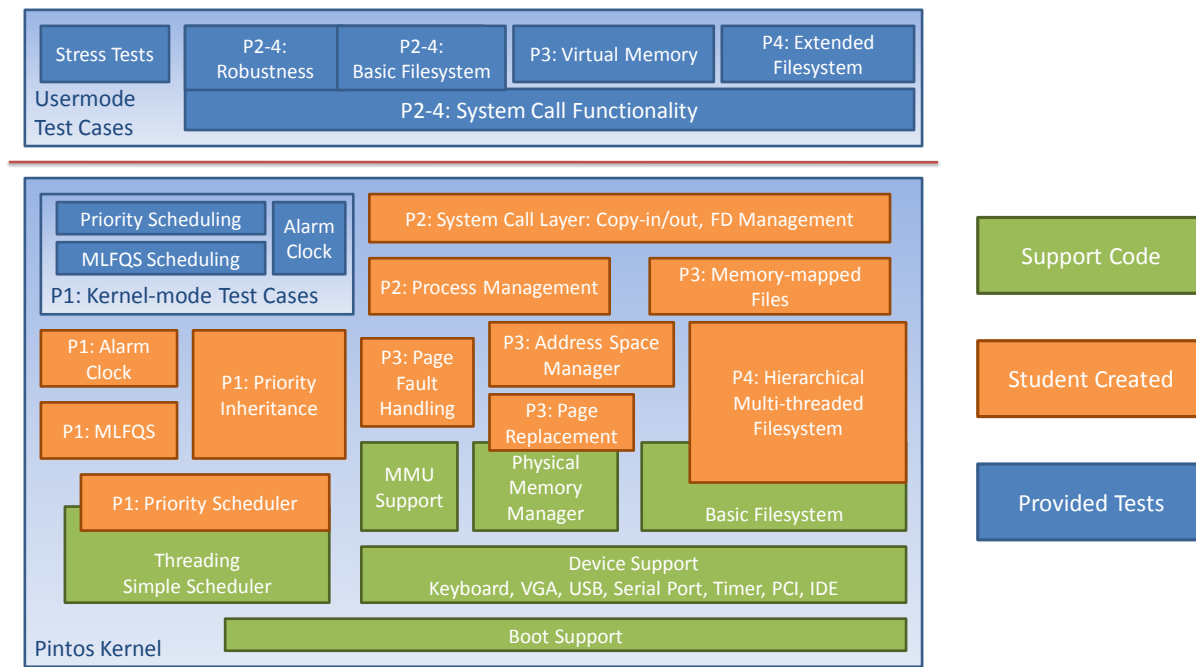 Stress Tests
P2-4:
Robustness
P2-4:
Basic Filesystem
P3: Virtual Memory
P4: Extended
Filesystem
Usermode
Test Cases
P2-4: System Call Functionality
Priority Scheduling
MLFQS Scheduling
Alarm
Clock
P1: Kernel-mode Test Cases
P2: System Call Layer: Copy-in/out, FD Management
P2: Process Management
P3: Memory-mapped
Files
P1: Alarm
Clock
P1: MLFQS
P1: Priority
Inheritance
P3: Page
Fault
Handling
P3: Address Space
Manager
P3: Page
Replacement
P4: Hierarchical
Multi-threaded
Filesystem
MMU
Support
Physical
Memory
Manager
Basic Filesystem
P1: Priority Scheduler
Threading
Simple Scheduler
Device Support
Keyboard, VGA, USB, Serial Port, Timer, PCI, IDE
Boot Support
Pintos Kernel
Support Code
Student Created
Provided Tests